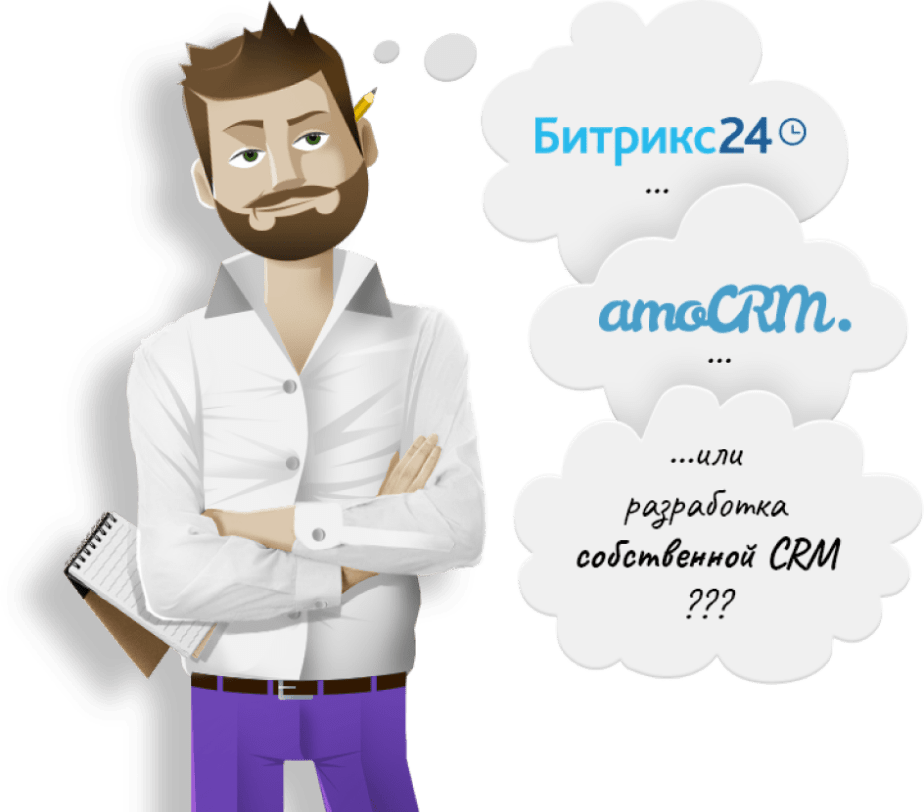 Битрикс24
...
amoCRM.
...
...или
разработка
собственной CRM
???